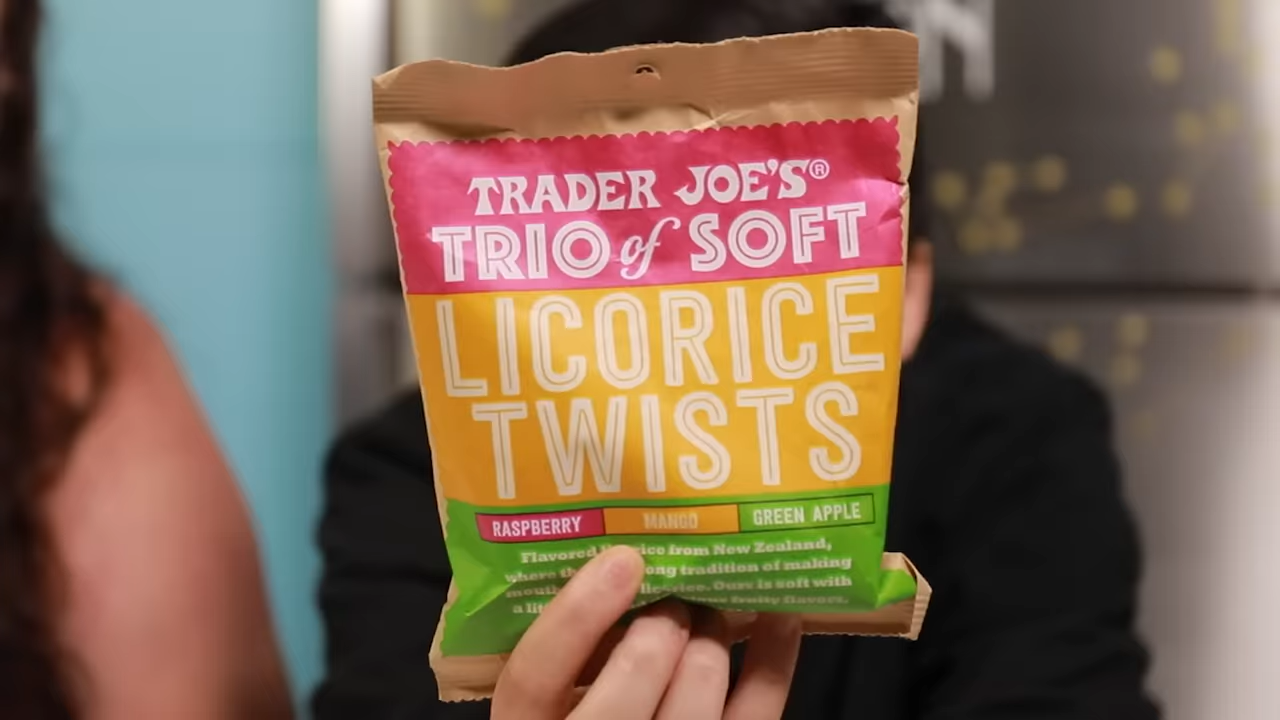 TRADER JOE'S®
TRIO of SOFT
LICORICE
TWISTS
RASPBERRY MANGO GREEN APPLE
Flavored from New Zealand,
where long tradition of making
licorice. Ours is soft with
a fruity flavors.